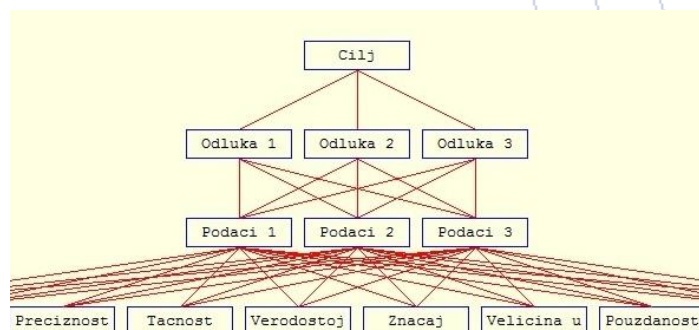 Cilj
Odluka 1 Odluka 2 Odluka 3
Podaci 1 Podaci 2 Podaci 3
Preciznost Tacnost Verodostoj Znacaj Velicina u Pouzdanost